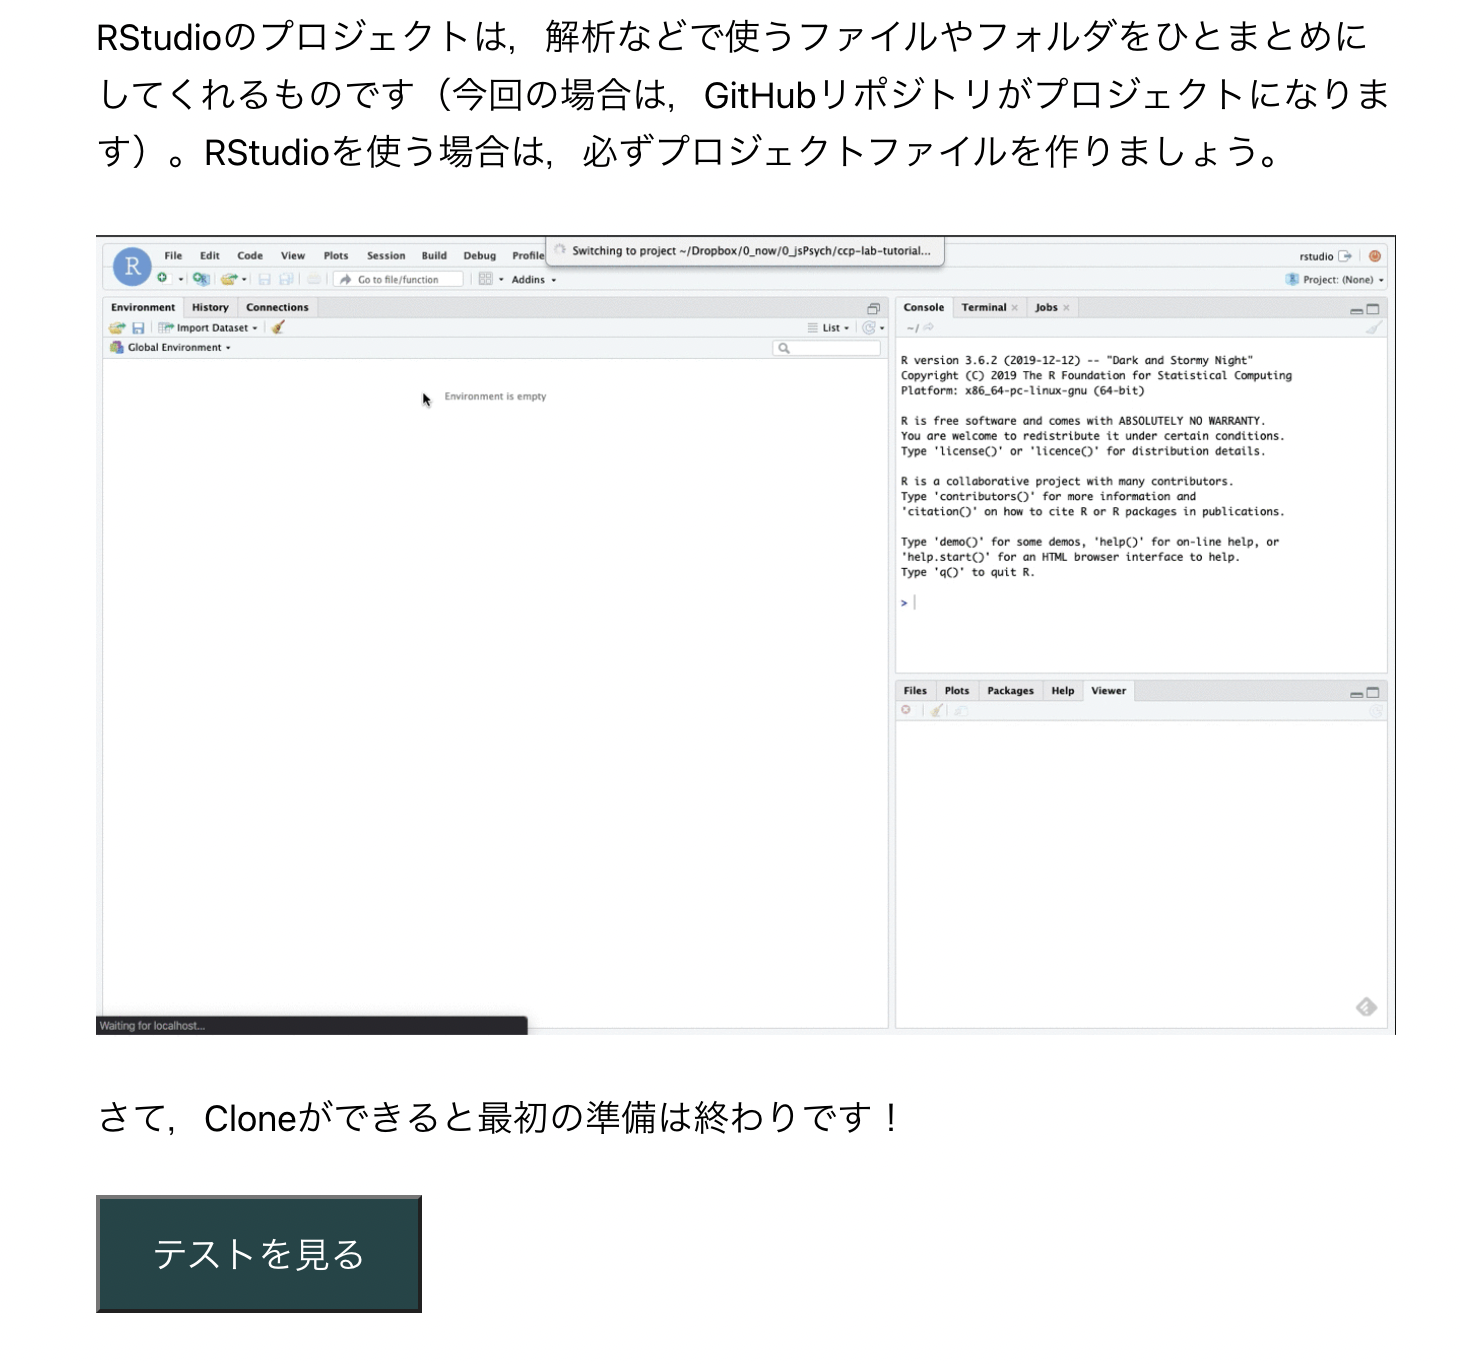 RStudioのプロジェクトは，解析などで使うファイルやフォルダをひとまとめに
してくれるものです（今回の場合は，GitHubリポジトリがプロジェクトになりま
す）。RStudioを使う場合は，必ずプロジェクトファイルを作りましょう。
Switching to project ~/Dropbox/0_now/0_jsPsych/ccp-lab-tutorial...
R File Edit Code View Plots Session Build Debug Profile
rstudio
Go to file/function Addins
Project: (None)
Environment History Connections
Import Dataset
List
Global Environment
Environment is empty
Console Terminal Jobs
~/
R version 3.6.2 (2019-12-12) -- "Dark and Stormy Night"
Copyright (C) 2019 The R Foundation for Statistical Computing
Platform: x86_64-pc-linux-gnu (64-bit)
R is free software and comes with ABSOLUTELY NO WARRANTY.
You are welcome to redistribute it under certain conditions.
Type 'license()' or 'licence()' for distribution details.
R is a collaborative project with many contributors.
Type 'contributors()' for more information and
'citation()' on how to cite R or R packages in publications.
Type 'demo()' for some demos, 'help()' for on-line help, or
'help.start()' for an HTML browser interface to help.
Type 'q()' to quit R.
>
Files Plots Packages Help Viewer
Waiting for localhost...
さて，Cloneができると最初の準備は終わりです！
テストを見る